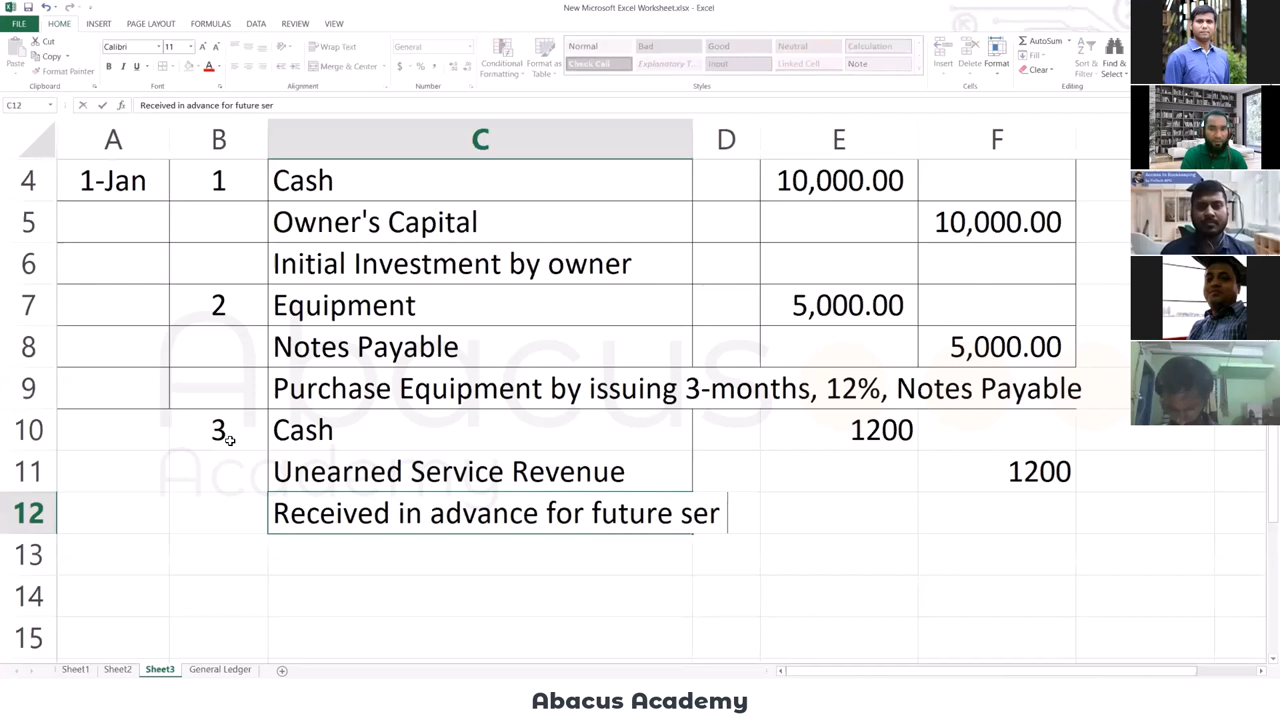 New Microsoft Excel Worksheet.xlsx - Excel
FILE HOME INSERT PAGE LAYOUT FORMULAS DATA REVIEW VIEW
Cut
Copy
Format Painter
Paste
Clipboard
Calibri 11
B I U
Font
Wrap Text
Merge & Center
Alignment
General
$ % ,
Number
Conditional Formatting
Format as Table
Normal Bad Good Neutral Calculation
Check Cell Explanatory T... Input Linked Cell Note
Styles
Insert Delete Format
Cells
AutoSum
Fill
Clear
Sort & Filter
Find & Select
Editing
C12 fx Received in advance for future ser
A B C D E F
4 1-Jan 1 Cash 10,000.00
5 Owner's Capital 10,000.00
6 Initial Investment by owner
7 2 Equipment 5,000.00
8 Notes Payable 5,000.00
9 Purchase Equipment by issuing 3-months, 12%, Notes Payable
10 3 Cash 1200
11 Unearned Service Revenue 1200
12 Received in advance for future ser
13
14
15
Abacus
Academy
Sheet1 Sheet2 Sheet3 General Ledger
Abacus Academy